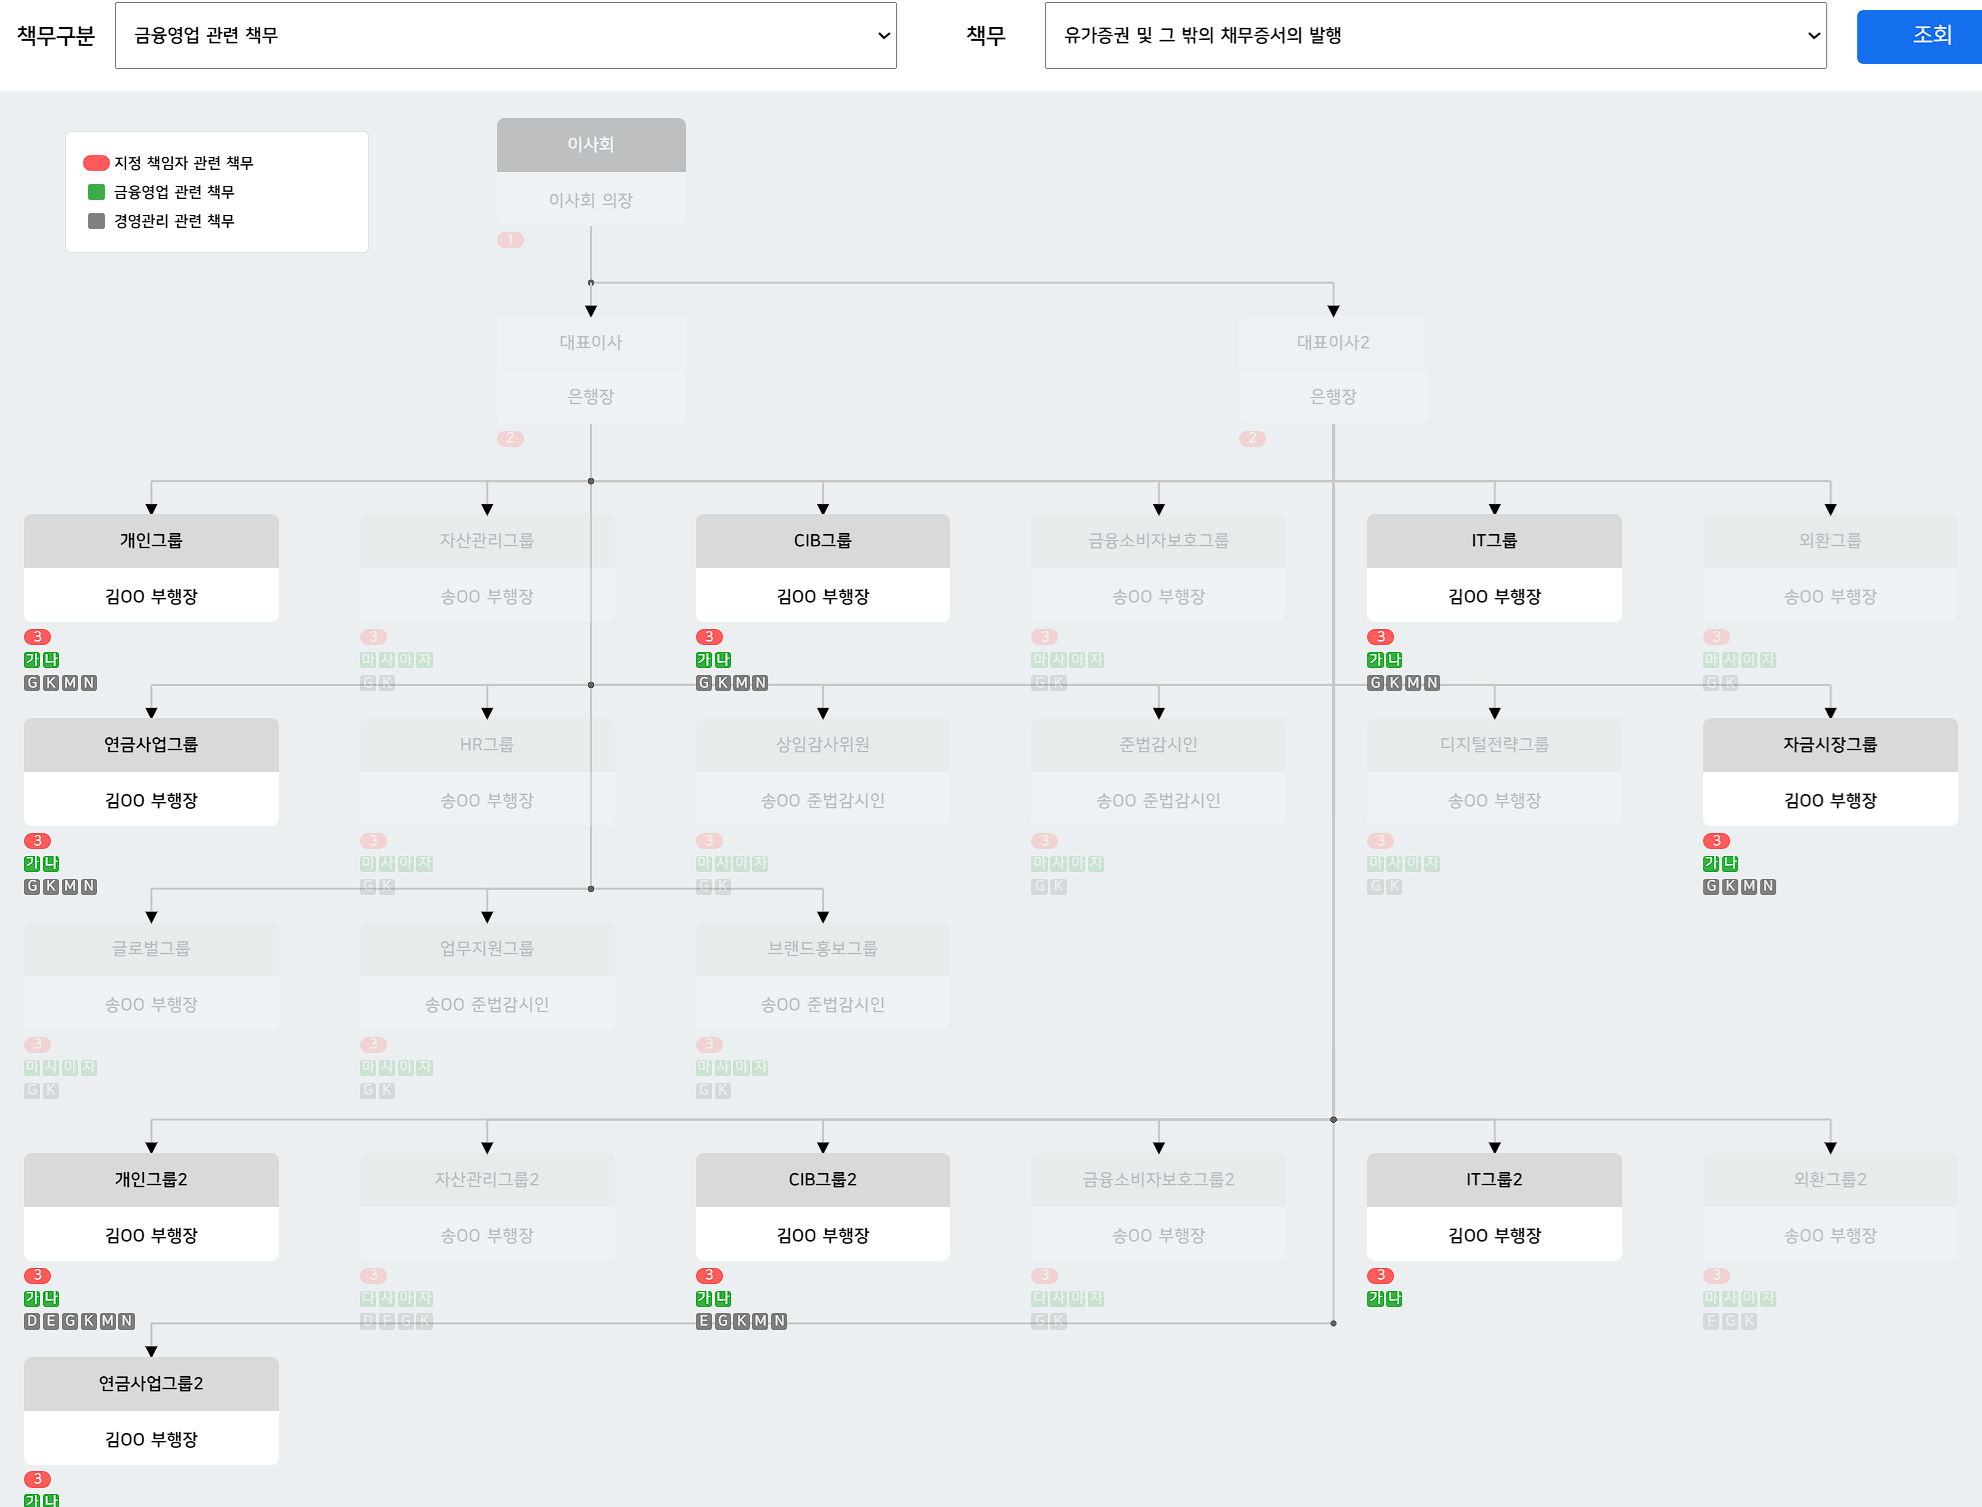 책무구분 금융영업 관련 책무 책무 유가증권 및 그 밖의 채무증서의 발행 조회
지정 책임자 관련 책무
금융영업 관련 책무
경영관리 관련 책무
이사회
이사회 의장
1
대표이사 대표이사2
은행장 은행장
2 2
개인그룹 자산관리그룹 CIB그룹 금융소비자보호그룹 IT그룹 외환그룹
김OO 부행장 송OO 부행장 김OO 부행장 송OO 부행장 김OO 부행장 송OO 부행장
3 3 3 3 3 3
가 나 마 사 아 자 가 나 마 사 아 자 가 나 마 사 아 자
G K M N G K G K M N G K G K M N G K
연금사업그룹 HR그룹 상임감사위원 준법감시인 디지털전략그룹 자금시장그룹
김OO 부행장 송OO 부행장 송OO 준법감시인 송OO 준법감시인 송OO 부행장 김OO 부행장
3 3 3 3 3 3
가 나 마 사 아 자 마 사 아 자 마 사 아 자 마 사 아 자 가 나
G K M N G K G K G K G K G K M N
글로벌그룹 업무지원그룹 브랜드홍보그룹
송OO 부행장 송OO 준법감시인 송OO 준법감시인
3 3 3
마 사 아 자 마 사 아 자 마 사 아 자
G K G K G K
개인그룹2 자산관리그룹2 CIB그룹2 금융소비자보호그룹2 IT그룹2 외환그룹2
김OO 부행장 송OO 부행장 김OO 부행장 송OO 부행장 김OO 부행장 송OO 부행장
3 3 3 3 3 3
가 나 다 사 아 자 가 나 다 사 아 자 가 나 마 사 아 자
D E G K M N D F G K E G K M N G K F G K
연금사업그룹2
김OO 부행장
3
가 나